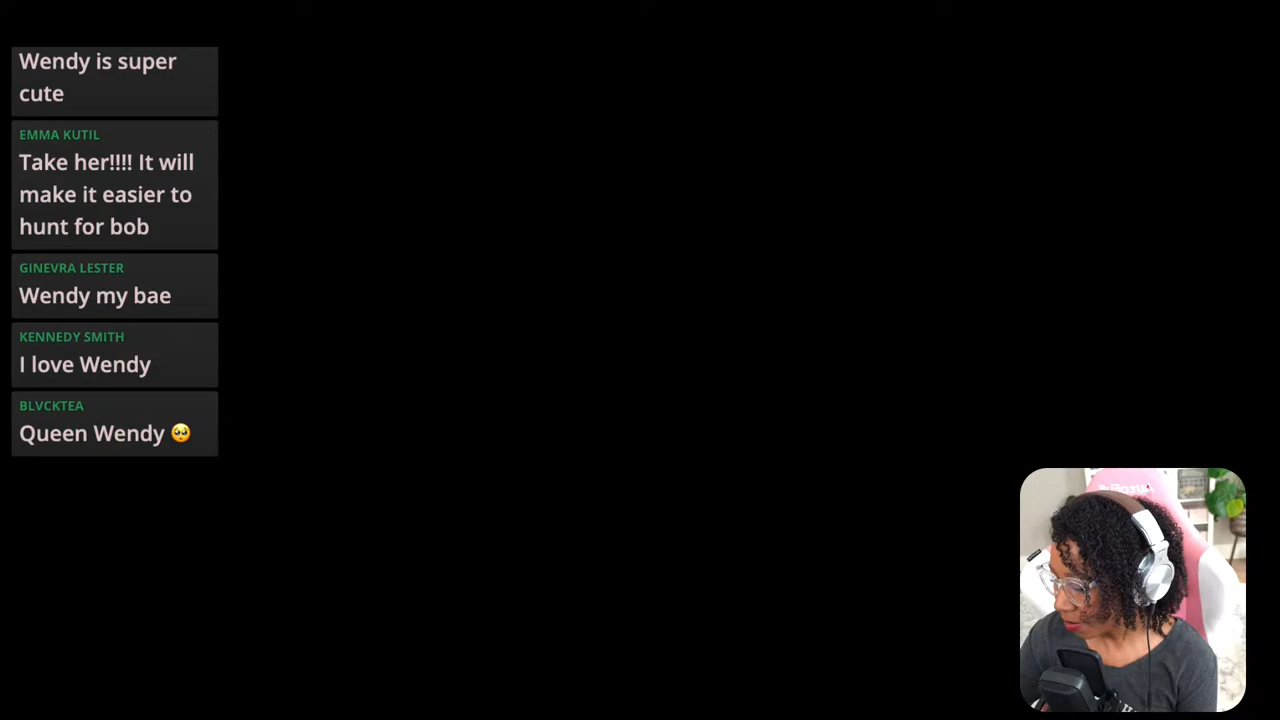 Wendy is super
cute
EMMA KUTIL
Take her!!!! It will
make it easier to
hunt for bob
GINEVRA LESTER
Wendy my bae
KENNEDY SMITH
I love Wendy
BLVCKTEA
Queen Wendy 🥺